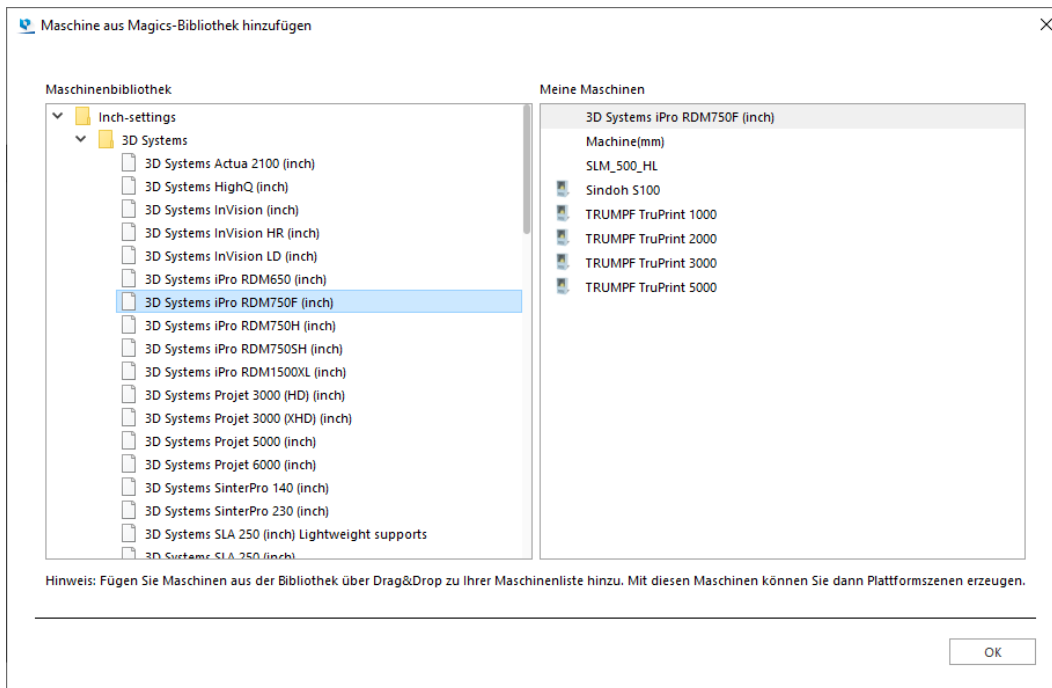 Maschine aus Magics-Bibliothek hinzufügen
Maschinenbibliothek
Inch-settings
3D Systems
3D Systems Actua 2100 (inch)
3D Systems HighQ (inch)
3D Systems InVision (inch)
3D Systems InVision HR (inch)
3D Systems InVision LD (inch)
3D Systems iPro RDM650 (inch)
3D Systems iPro RDM750F (inch)
3D Systems iPro RDM750H (inch)
3D Systems iPro RDM750SH (inch)
3D Systems iPro RDM1500XL (inch)
3D Systems Projet 3000 (HD) (inch)
3D Systems Projet 3000 (XHD) (inch)
3D Systems Projet 5000 (inch)
3D Systems Projet 6000 (inch)
3D Systems SinterPro 140 (inch)
3D Systems SinterPro 230 (inch)
3D Systems SLA 250 (inch) Lightweight supports
3D Systems SLA 250 (inch)
Meine Maschinen
3D Systems iPro RDM750F (inch)
Machine(mm)
SLM_500_HL
Sindoh S100
TRUMPF TruPrint 1000
TRUMPF TruPrint 2000
TRUMPF TruPrint 3000
TRUMPF TruPrint 5000
Hinweis: Fügen Sie Maschinen aus der Bibliothek über Drag&Drop zu Ihrer Maschinenliste hinzu. Mit diesen Maschinen können Sie dann Plattformszenen erzeugen.
OK